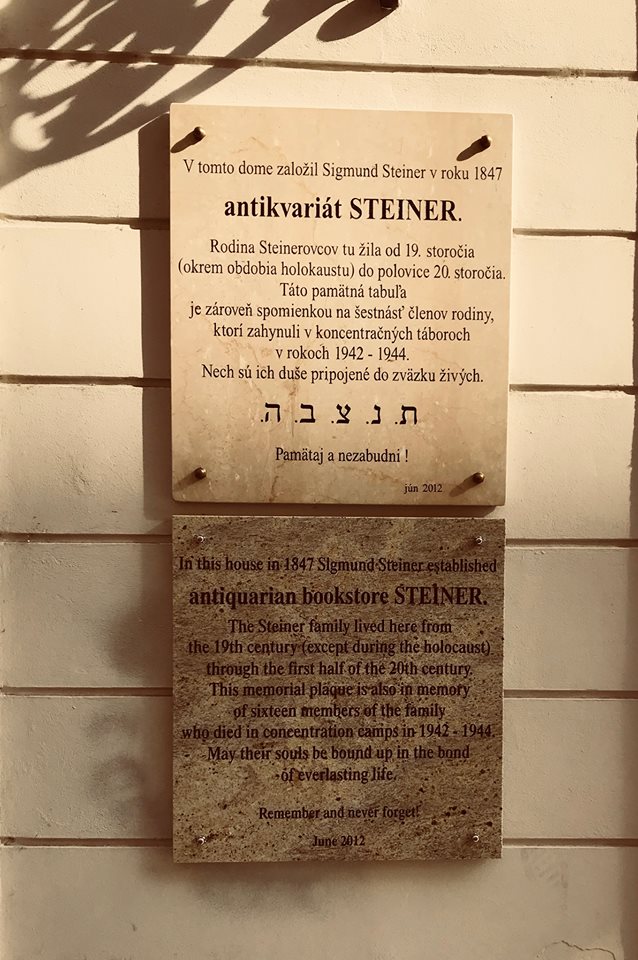 V tomto dome založil Sigmund Steiner v roku 1847
antikvariát STEINER.
Rodina Steinerovcov tu žila od 19. storočia
(okrem obdobia holokaustu) do polovice 20. storočia.
Táto pamätná tabuľa
je zároveň spomienkou na šestnásť členov rodiny,
ktorí zahynuli v koncentračných táboroch
v rokoch 1942 - 1944.
Nech sú ich duše pripojené do zväzku živých.
ת .נ .צ .ב .ה.
Pamätaj a nezabudni !
jún 2012
In this house in 1847 Sigmund Steiner established
antiquarian bookstore STEINER.
The Steiner family lived here from
the 19th century (except during the holocaust)
through the first half of the 20th century.
This memorial plaque is also in memory
of sixteen members of the family
who died in concentration camps in 1942 - 1944.
May their souls be bound up in the bond
of everlasting life.
Remember and never forget!
June 2012